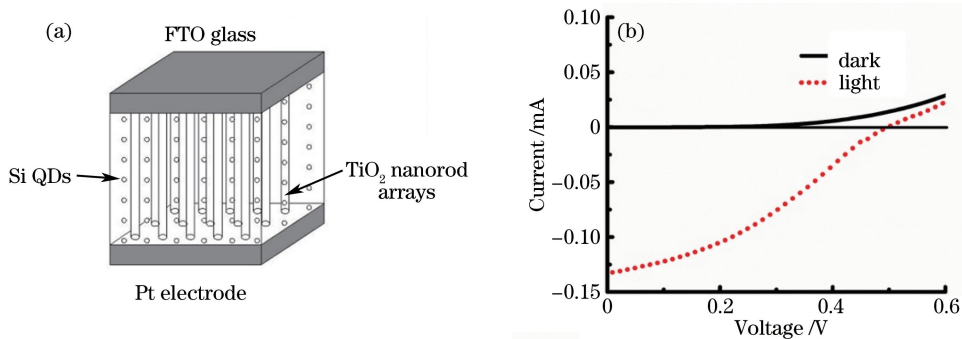 (a)
FTO glass
Si QDs
TiO₂ nanorod
arrays
Pt electrode
(b)
dark
light
Current /mA
0.10
0.05
0
−0.05
−0.10
−0.15
0
0.2
0.4
0.6
Voltage /V